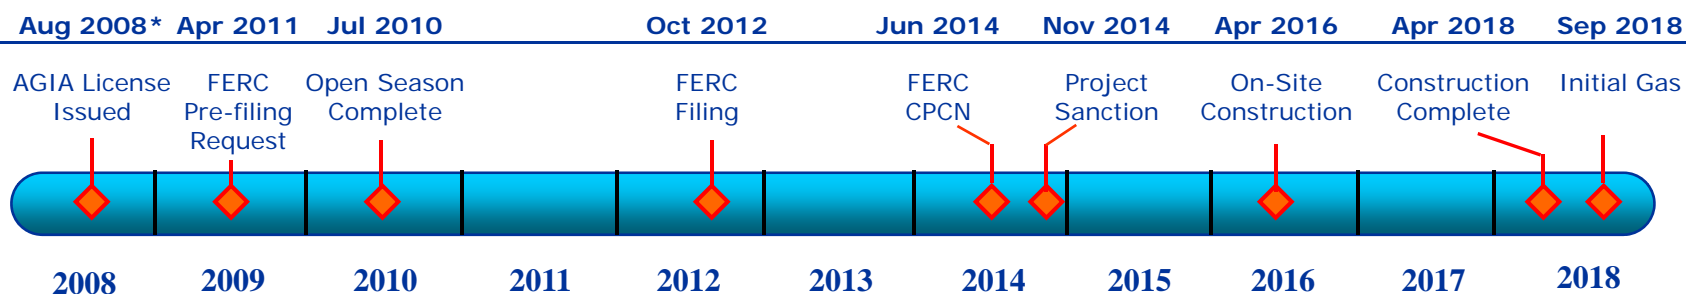 Aug 2008* Apr 2011 Jul 2010 Oct 2012 Jun 2014 Nov 2014 Apr 2016 Apr 2018 Sep 2018
AGIA License Issued
FERC Pre-filing Request
Open Season Complete
FERC Filing
FERC CPCN
Project Sanction
On-Site Construction
Construction Complete
Initial Gas
2008 2009 2010 2011 2012 2013 2014 2015 2016 2017 2018